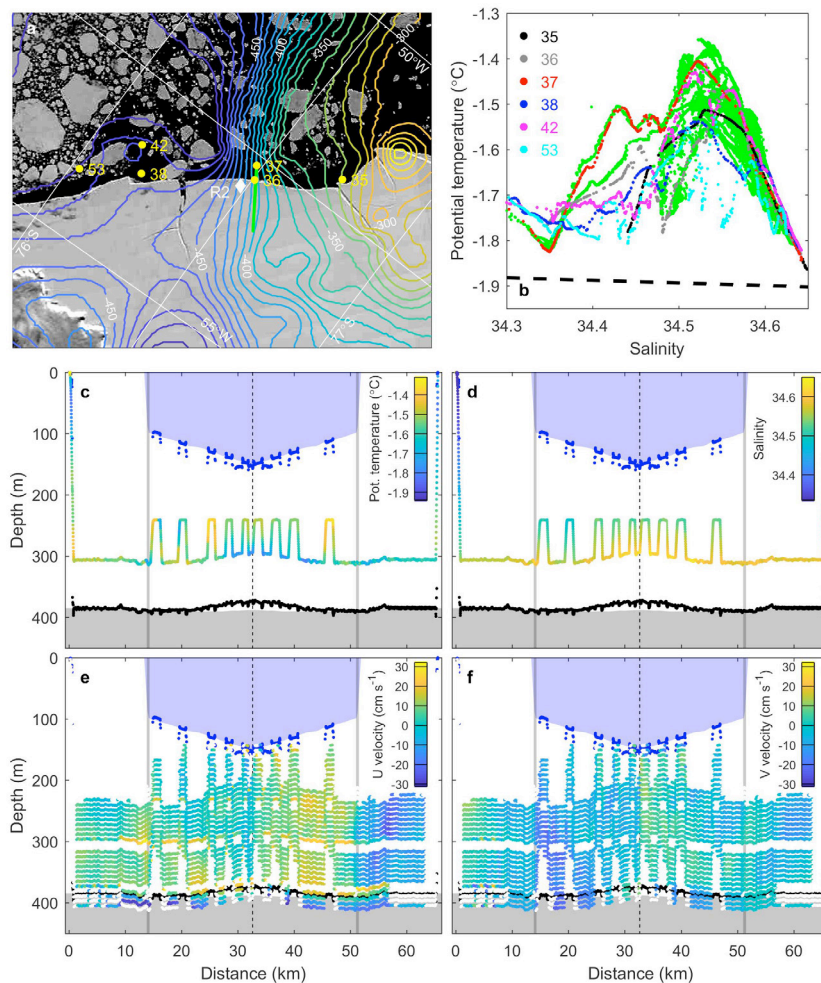 a
-450
-400
-350
-300
50°W
42
53
38
37
36
35
R2
-300
-350
-400
-450
-450
76°S
55°W
77°S
Potential temperature (°C)
-1.3
-1.4
-1.5
-1.6
-1.7
-1.8
-1.9
35
36
37
38
42
53
b
34.3 34.4 34.5 34.6
Salinity
c
Depth (m)
0
100
200
300
400
Pot. temperature (°C)
-1.4
-1.5
-1.6
-1.7
-1.8
-1.9
d
Salinity
34.6
34.5
34.4
e
Depth (m)
0
100
200
300
400
U velocity (cm s⁻¹)
30
20
10
0
-10
-20
-30
0 10 20 30 40 50 60
Distance (km)
f
V velocity (cm s⁻¹)
30
20
10
0
-10
-20
-30
0 10 20 30 40 50 60
Distance (km)